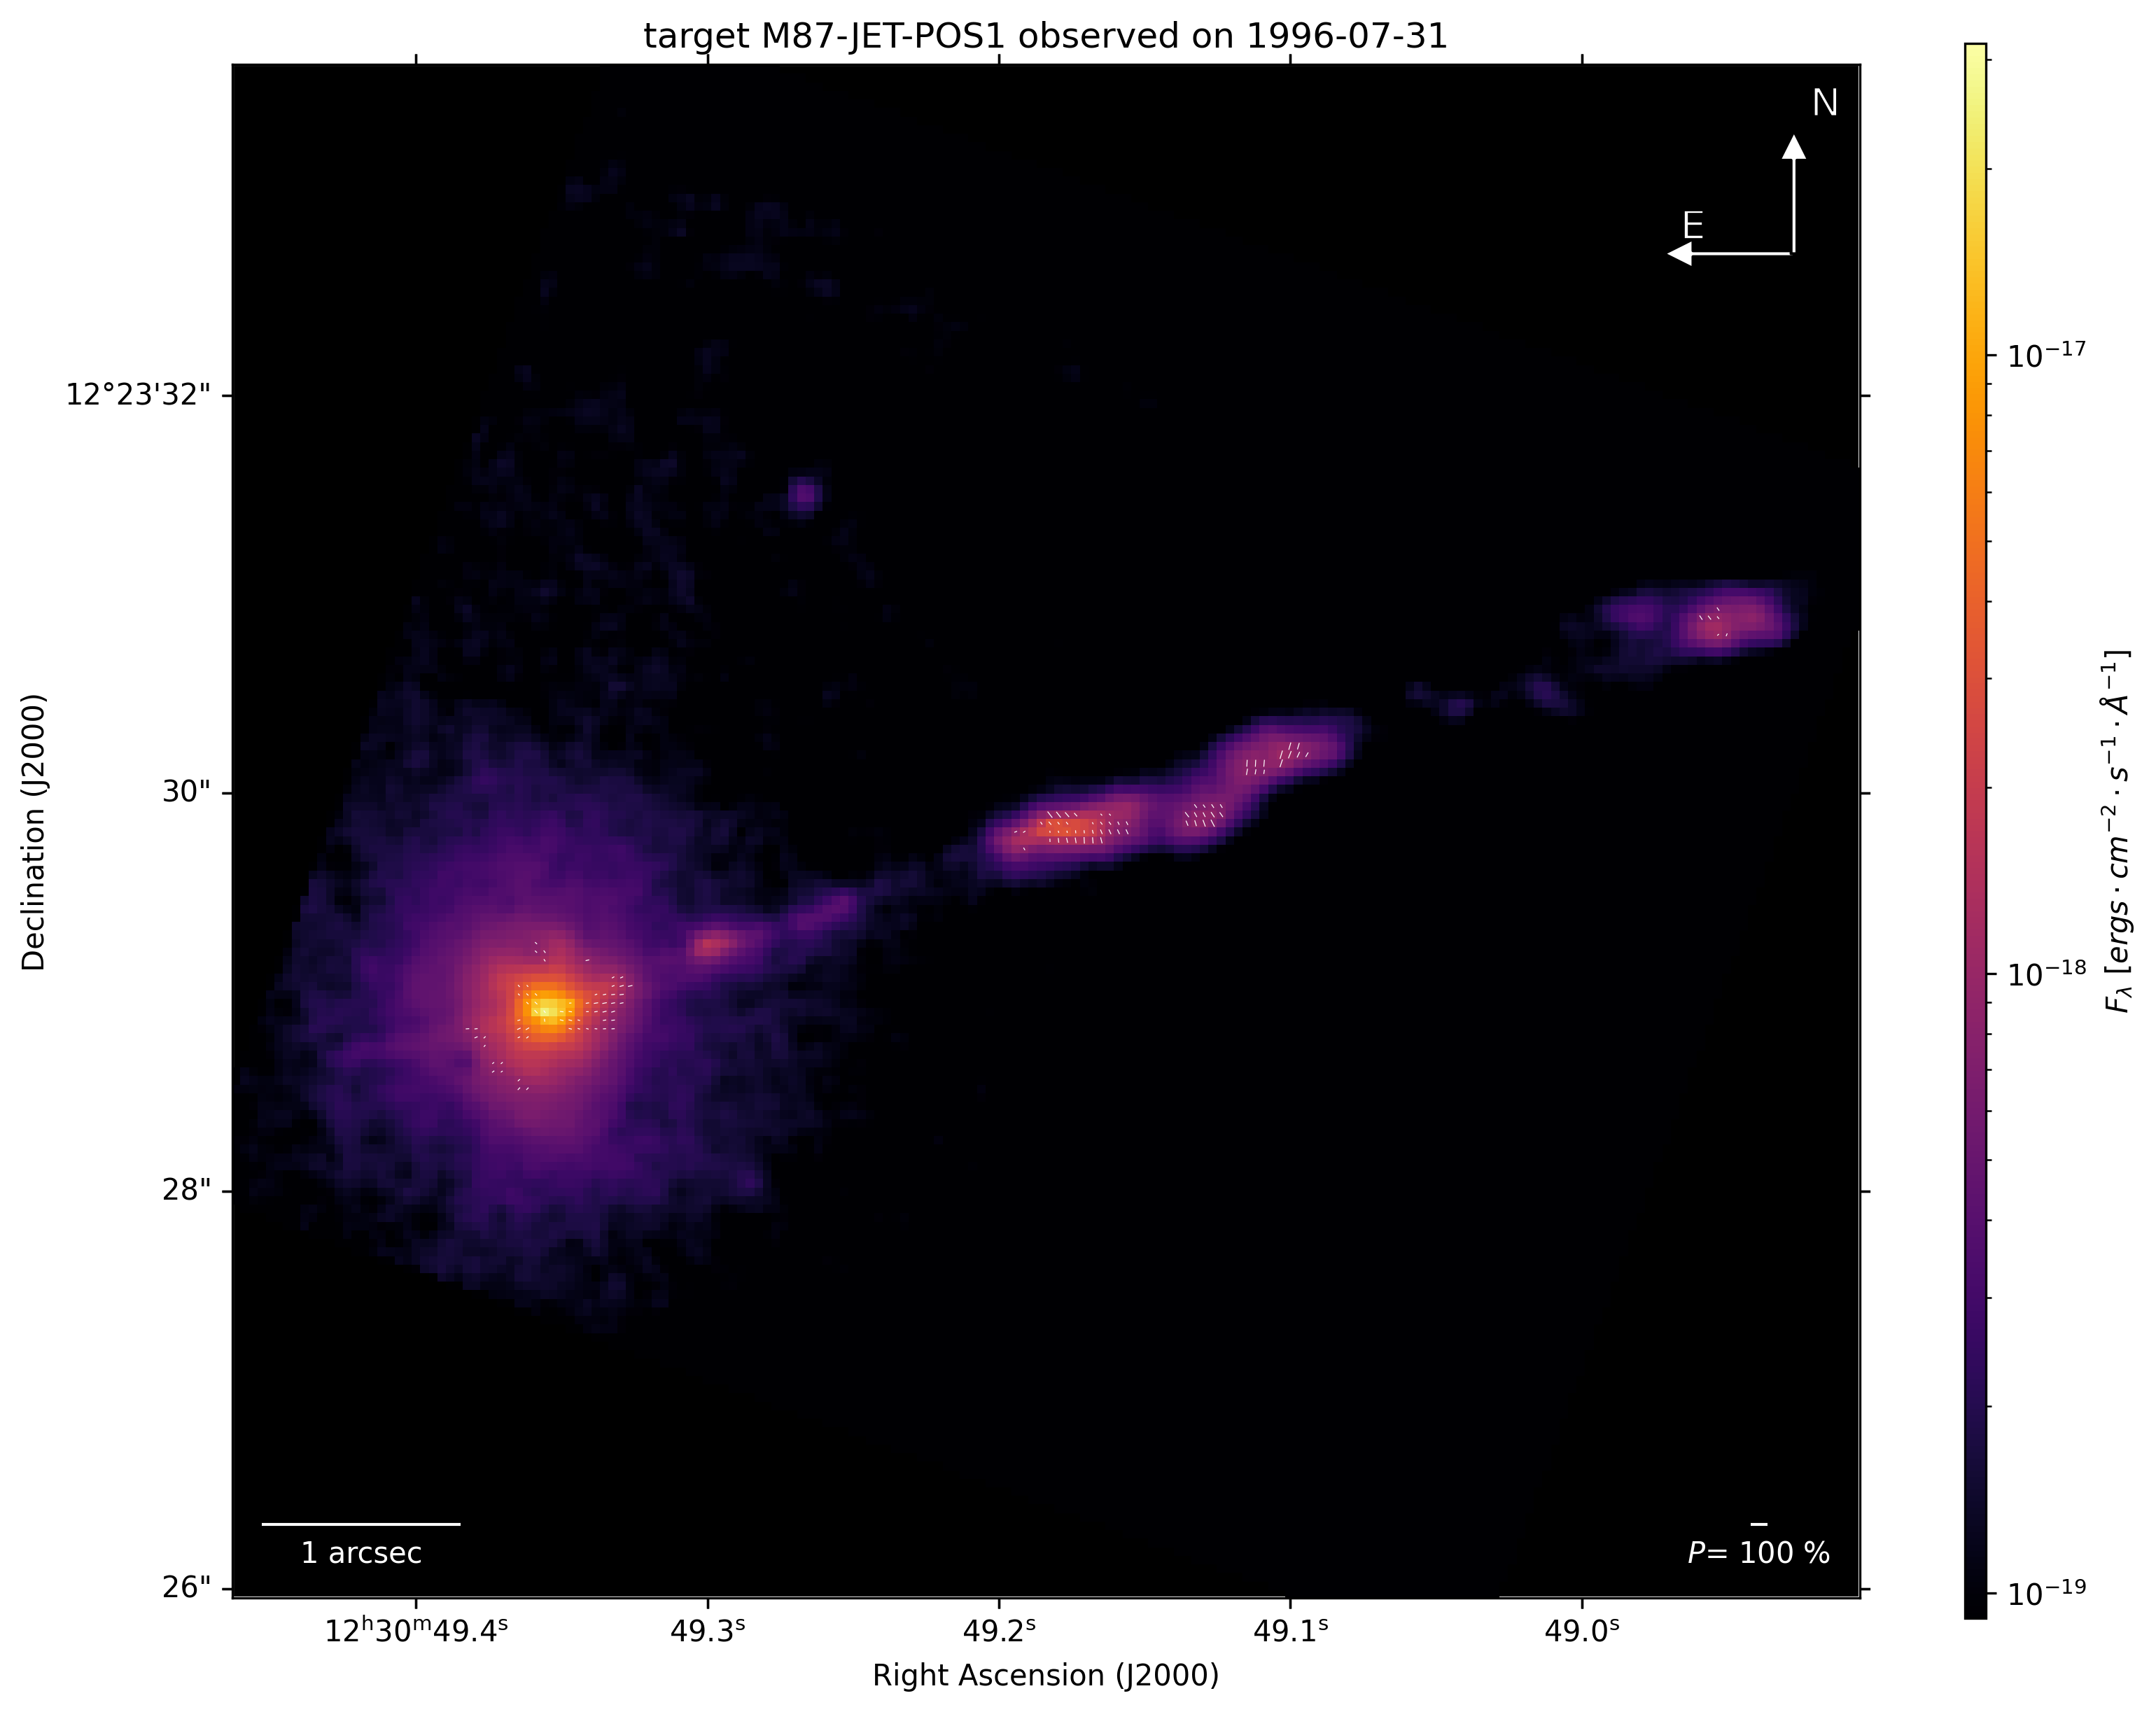 target M87-JET-POS1 observed on 1996-07-31
N
E
12°23'32"
30"
28"
26"
Declination (J2000)
1 arcsec
P= 100 %
12ʰ30ᵐ49.4ˢ
49.3ˢ
49.2ˢ
49.1ˢ
49.0ˢ
Right Ascension (J2000)
10⁻¹⁷
10⁻¹⁸
10⁻¹⁹
F_λ [ergs · cm⁻² · s⁻¹ · Å⁻¹]